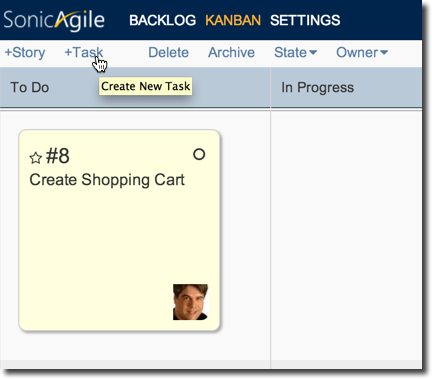 SonicAgile BACKLOG KANBAN SETTINGS
+Story +Task Delete Archive State Owner
Create New Task
To Do In Progress
#8
Create Shopping Cart